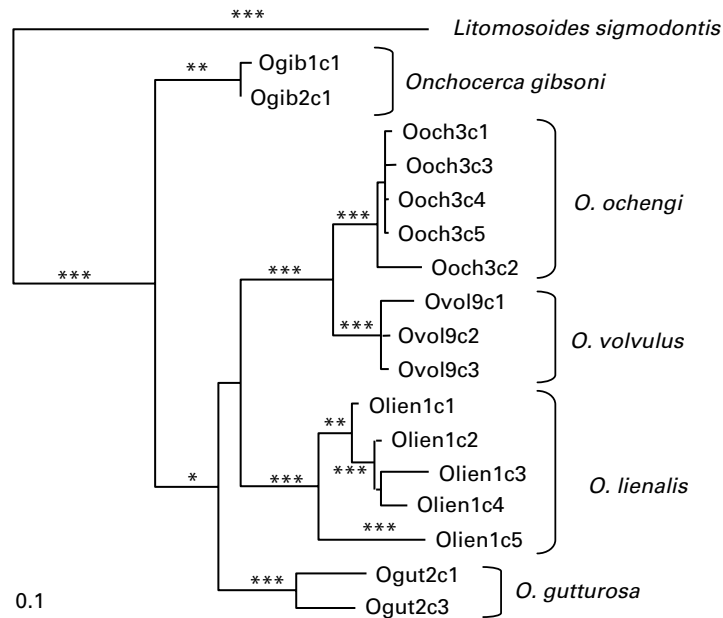 ***
Litomosoides sigmodontis
**
Ogib1c1
Onchocerca gibsoni
Ogib2c1
Ooch3c1
Ooch3c3
Ooch3c4
O. ochengi
***
Ooch3c5
***
Ooch3c2
***
Ovol9c1
***
Ovol9c2
O. volvulus
Ovol9c3
Olien1c1
**
Olien1c2
***
Olien1c3
*
***
O. lienalis
Olien1c4
***
Olien1c5
***
Ogut2c1
O. gutturosa
0.1
Ogut2c3